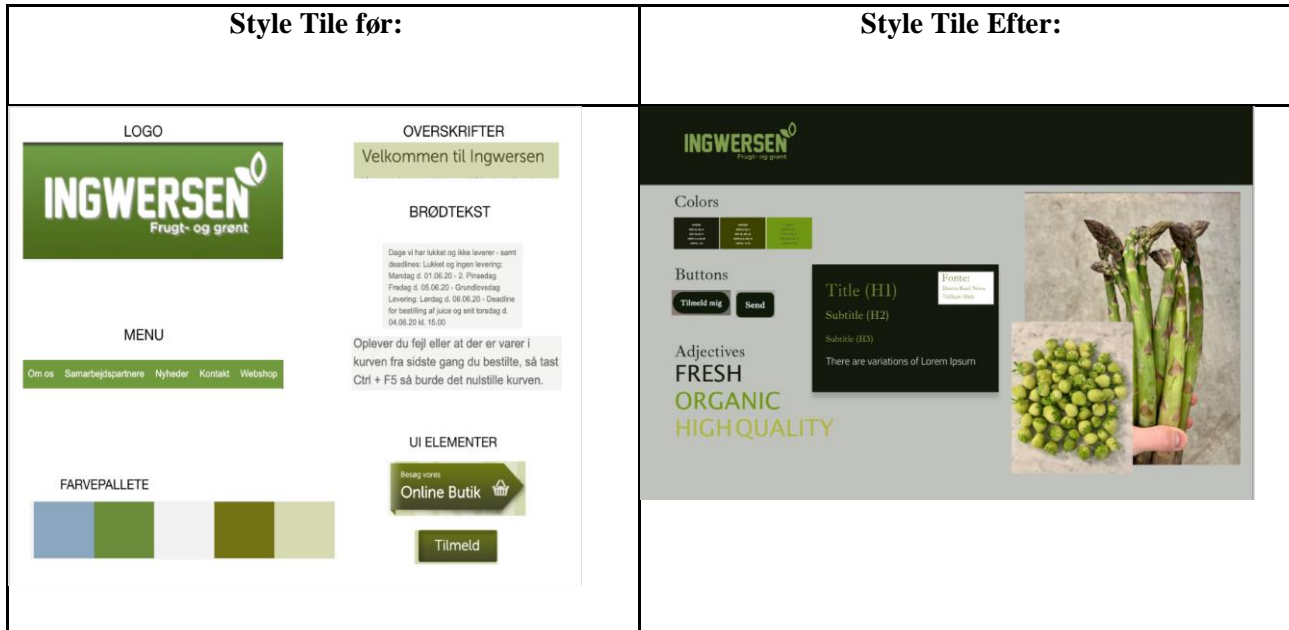 Style Tile før:
Style Tile Efter:
LOGO
INGWERSEN
Frugt- og grønt
MENU
Om os Samarbejdspartnere Nyheder Kontakt Webshop
FARVEPALLETE
OVERSKRIFTER
Velkommen til Ingwersen
BRØDTEKST
Dage vi har lukket og ikke leverer - samt
deadlines: Lukket og ingen levering:
Mandag d. 01.06.20 - 2. Pinsedag
Fredag d. 05.06.20 - Grundlovsdag
Levering: Lørdag d. 06.06.20 - Deadline
for bestilling af juice og snit torsdag d.
04.06.20 kl. 15.00
Oplever du fejl eller at der er varer i
kurven fra sidste gang du bestilte, så tast
Ctrl + F5 så burde det nulstille kurven.
UI ELEMENTER
Besøg vores
Online Butik
Tilmeld
INGWERSEN
Frugt- og grønt
Colors
Buttons
Tilmeld mig
Send
Adjectives
FRESH
ORGANIC
HIGH QUALITY
Title (H1)
Subtitle (H2)
Subtitle (H3)
There are variations of Lorem Ipsum
Fonte: